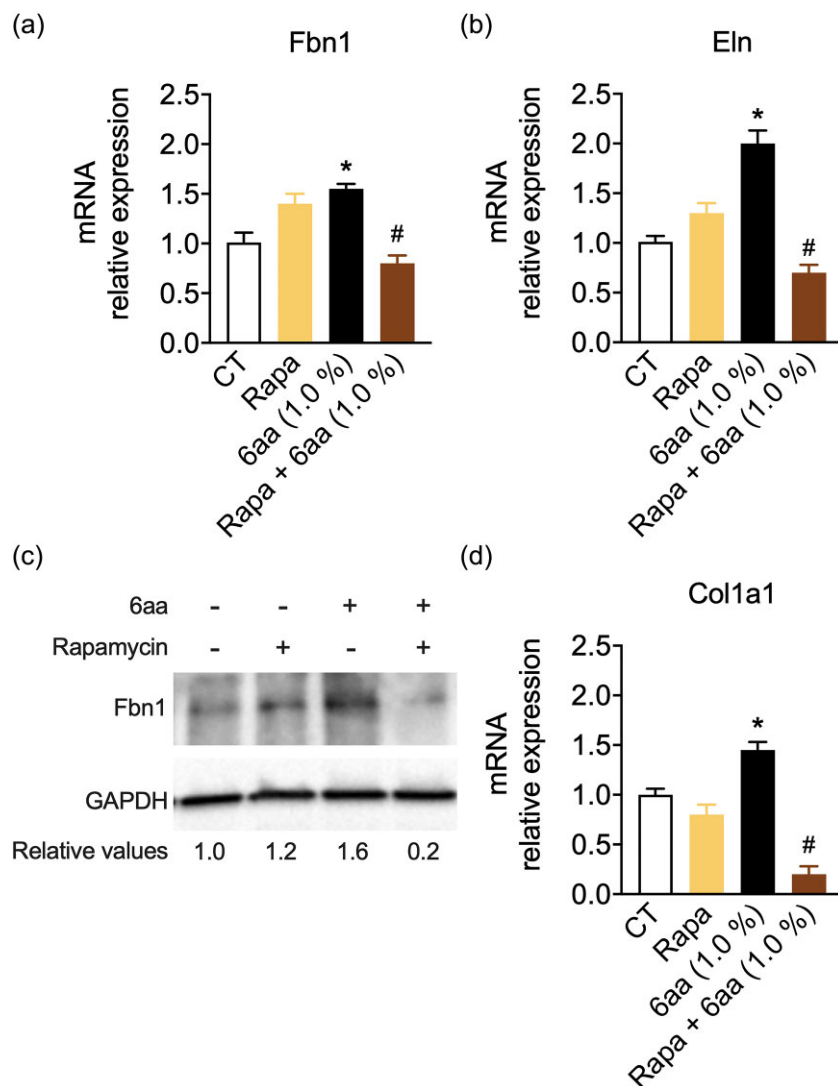 (a)
Fbn1
mRNA
relative expression
2.5
2.0
1.5
1.0
0.5
0.0
*
#
CT
Rapa
6aa (1.0 %)
Rapa + 6aa (1.0 %)
(b)
Eln
mRNA
relative expression
2.5
2.0
1.5
1.0
0.5
0.0
*
#
CT
Rapa
6aa (1.0 %)
Rapa + 6aa (1.0 %)
(c)
6aa - - + +
Rapamycin - + - +
Fbn1
GAPDH
Relative values 1.0 1.2 1.6 0.2
(d)
Col1a1
mRNA
relative expression
2.5
2.0
1.5
1.0
0.5
0.0
*
#
CT
Rapa
6aa (1.0 %)
Rapa + 6aa (1.0 %)